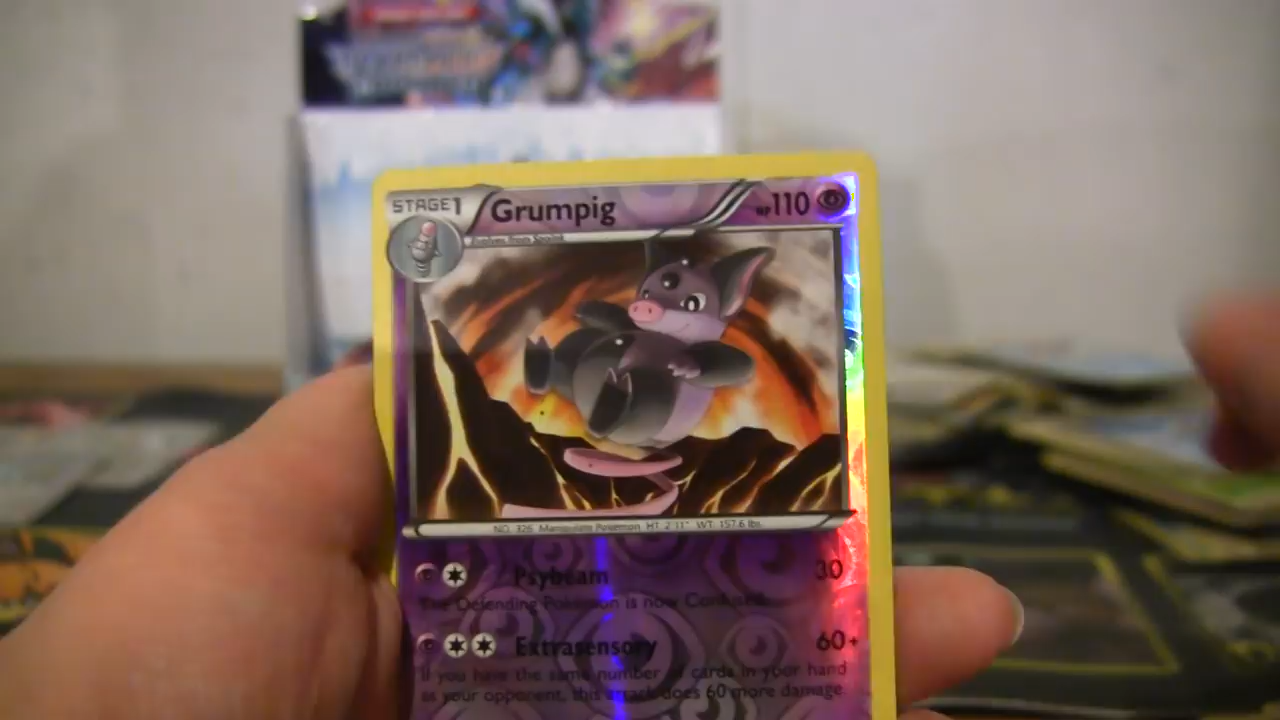 STAGE1 Grumpig HP110
Evolves from Spoink
NO. 326 Manipulate Pokémon HT: 2'11" WT: 157.6 lbs.
Psybeam 30
The Defending Pokémon is now Confused.
Extrasensory 60+
If you have the same number of cards in your hand
as your opponent, this attack does 60 more damage.